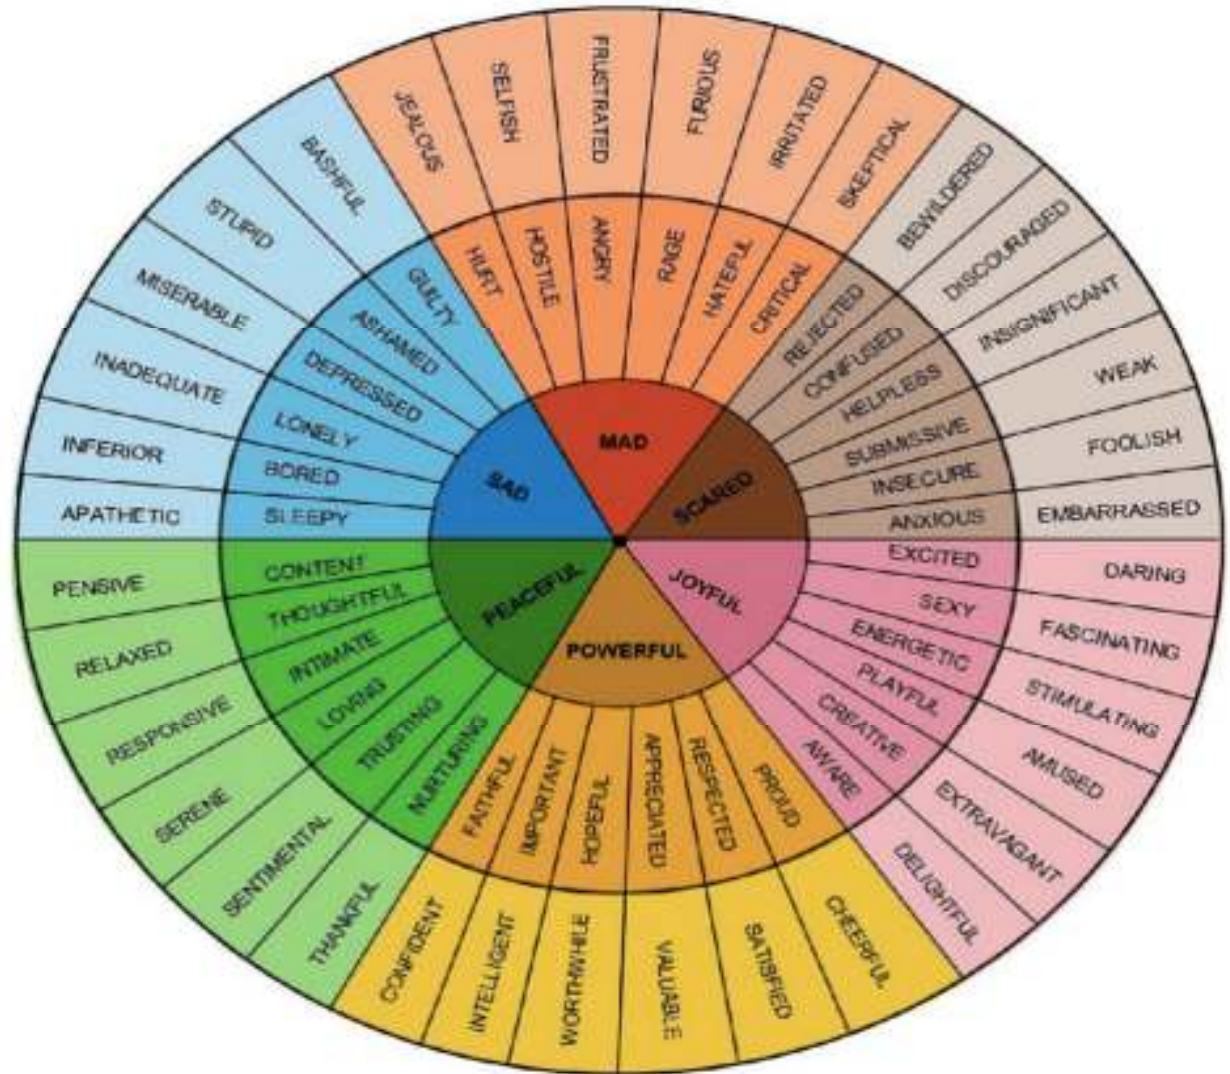 MAD
SCARED
JOYFUL
POWERFUL
PEACEFUL
SAD
HURT
HOSTILE
ANGRY
RAGE
HATEFUL
CRITICAL
REJECTED
CONFUSED
HELPLESS
SUBMISSIVE
INSECURE
ANXIOUS
EXCITED
SEXY
ENERGETIC
PLAYFUL
CREATIVE
AWARE
PROUD
RESPECTED
APPRECIATED
HOPEFUL
IMPORTANT
FAITHFUL
NURTURING
TRUSTING
LOVING
INTIMATE
THOUGHTFUL
CONTENT
SLEEPY
BORED
LONELY
DEPRESSED
ASHAMED
GUILTY
JEALOUS
SELFISH
FRUSTRATED
FURIOUS
IRRITATED
SKEPTICAL
BEWILDERED
DISCOURAGED
INSIGNIFICANT
WEAK
FOOLISH
EMBARRASSED
DARING
FASCINATING
STIMULATING
AMUSED
EXTRAVAGANT
DELIGHTFUL
CHEERFUL
SATISFIED
VALUABLE
WORTHWHILE
INTELLIGENT
CONFIDENT
THANKFUL
SENTIMENTAL
SERENE
RESPONSIVE
RELAXED
PENSIVE
APATHETIC
INFERIOR
INADEQUATE
MISERABLE
STUPID
BASHFUL